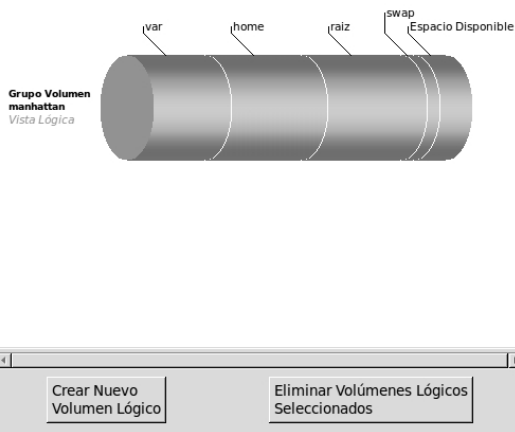 var
home
raiz
swap
Espacio Disponible
Grupo Volumen
manhattan
Vista Lógica
Crear Nuevo
Volumen Lógico
Eliminar Volúmenes Lógicos
Seleccionados